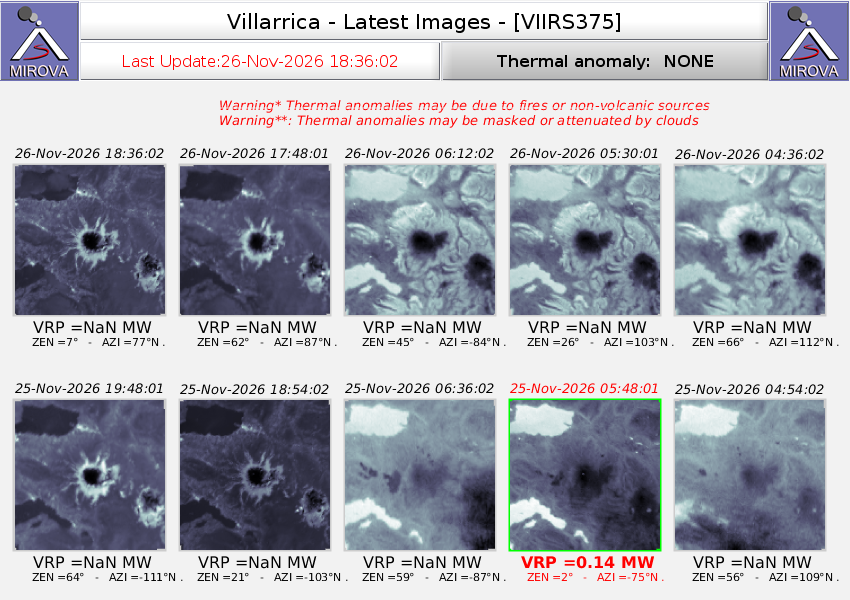 Villarrica - Latest Images - [VIIRS375]
MIROVA
Last Update:26-Nov-2026 18:36:02
Thermal anomaly: NONE
MIROVA
Warning* Thermal anomalies may be due to fires or non-volcanic sources
Warning**: Thermal anomalies may be masked or attenuated by clouds
26-Nov-2026 18:36:02 26-Nov-2026 17:48:01 26-Nov-2026 06:12:02 26-Nov-2026 05:30:01 26-Nov-2026 04:36:02
VRP =NaN MW VRP =NaN MW VRP =NaN MW VRP =NaN MW VRP =NaN MW
ZEN =7° - AZI =77°N . ZEN =62° - AZI =87°N . ZEN =45° - AZI =-84°N . ZEN =26° - AZI =103°N . ZEN =66° - AZI =112°N .
25-Nov-2026 19:48:01 25-Nov-2026 18:54:02 25-Nov-2026 06:36:02 25-Nov-2026 05:48:01 25-Nov-2026 04:54:02
VRP =NaN MW VRP =NaN MW VRP =NaN MW VRP =0.14 MW VRP =NaN MW
ZEN =64° - AZI =-111°N . ZEN =21° - AZI =-103°N . ZEN =59° - AZI =-87°N . ZEN =2° - AZI =-75°N . ZEN =56° - AZI =109°N .